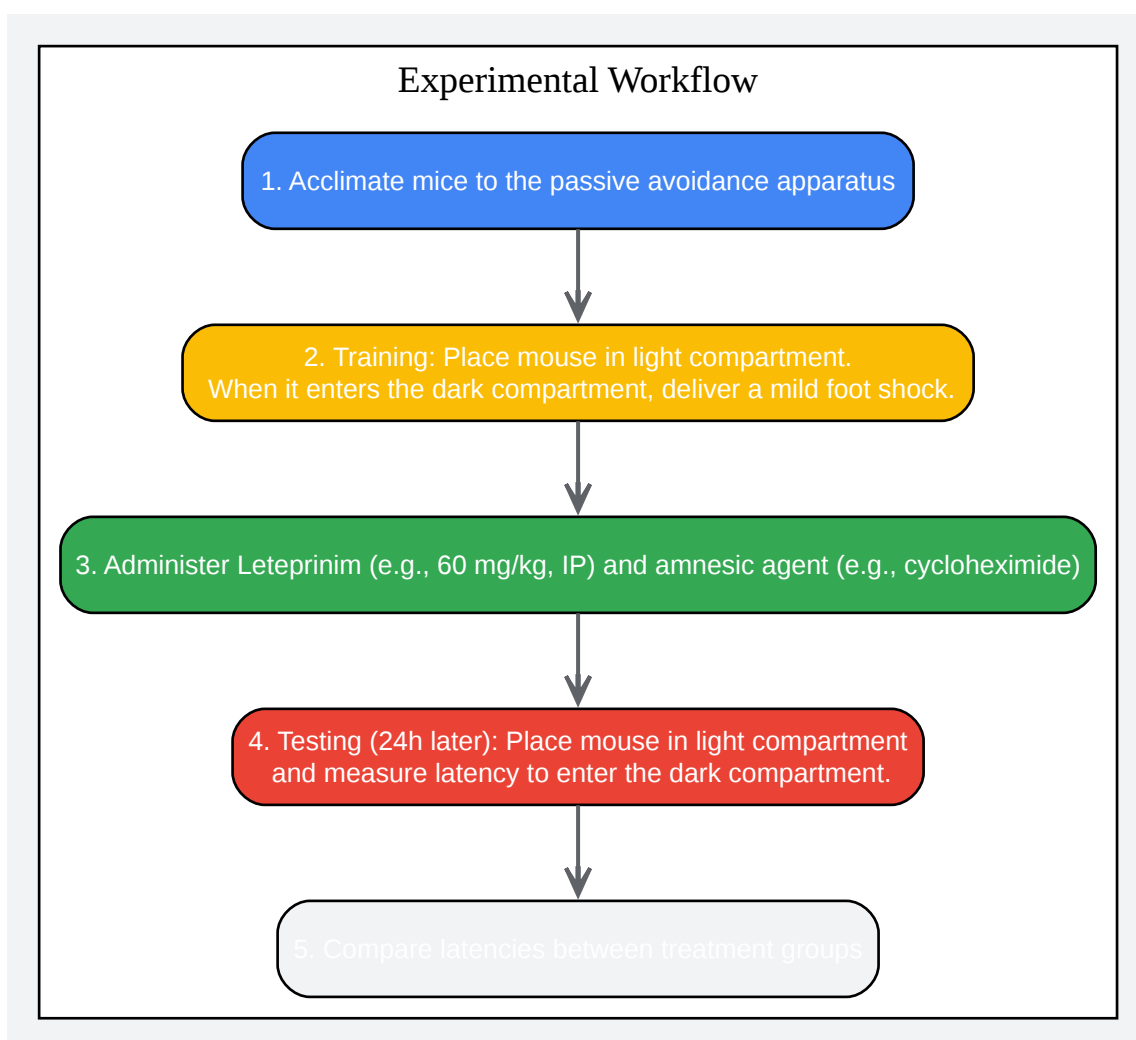 Experimental Workflow
1. Acclimate mice to the passive avoidance apparatus
2. Training: Place mouse in light compartment.
When it enters the dark compartment, deliver a mild foot shock.
3. Administer Leteprinim (e.g., 60 mg/kg, IP) and amnesic agent (e.g., cycloheximide)
4. Testing (24h later): Place mouse in light compartment
and measure latency to enter the dark compartment.
5. Compare latencies between treatment groups